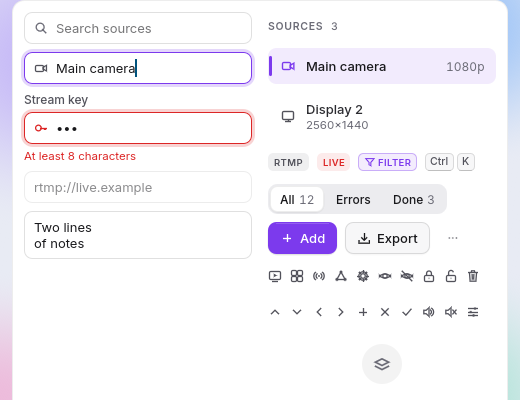 Search sources
Main camera
Stream key
•••
At least 8 characters
rtmp://live.example
Two lines
of notes
SOURCES 3
Main camera 1080p
Display 2
2560×1440
RTMP LIVE FILTER Ctrl K
All 12 Errors Done 3
Add Export ···